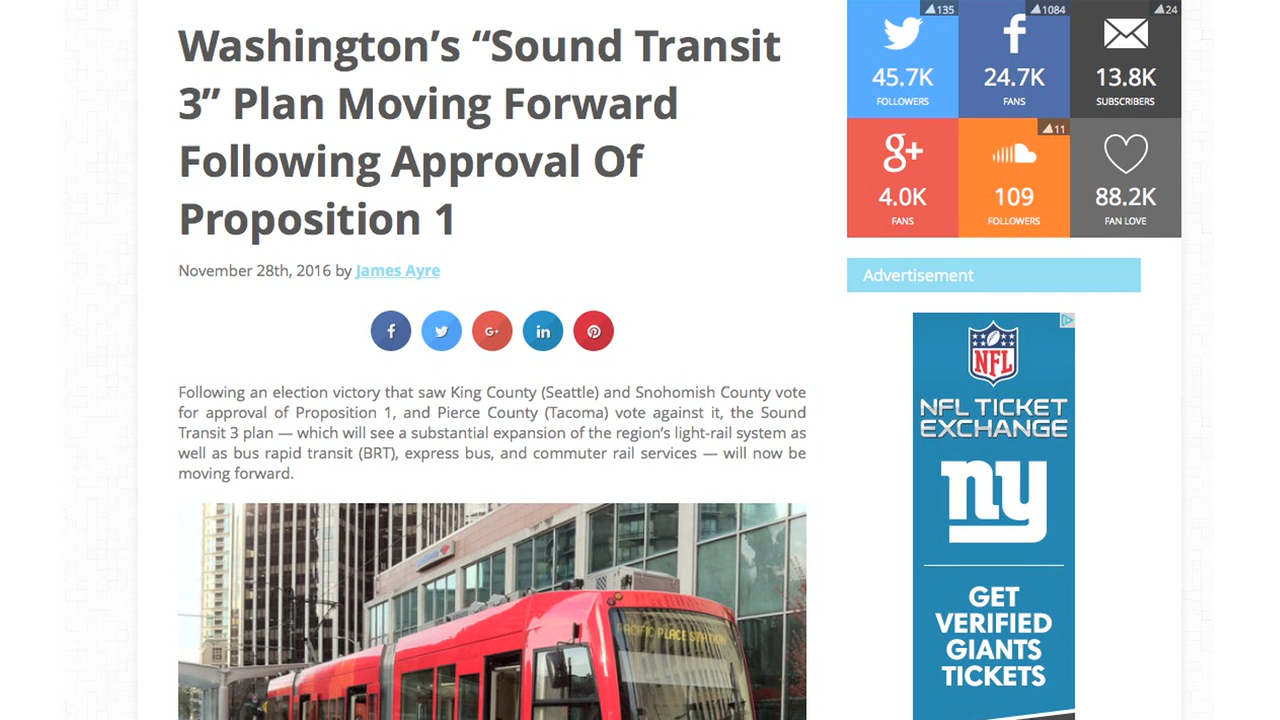 Washington’s “Sound Transit
3” Plan Moving Forward
Following Approval Of
Proposition 1
November 28th, 2016 by James Ayre
Following an election victory that saw King County (Seattle) and Snohomish County vote
for approval of Proposition 1, and Pierce County (Tacoma) vote against it, the Sound
Transit 3 plan — which will see a substantial expansion of the region’s light-rail system as
well as bus rapid transit (BRT), express bus, and commuter rail services — will now be
moving forward.
PACIFIC PLACE STATION
135
45.7K
FOLLOWERS
1084
24.7K
FANS
24
13.8K
SUBSCRIBERS
g+
4.0K
FANS
11
109
FOLLOWERS
88.2K
FAN LOVE
Advertisement
NFL
NFL TICKET
EXCHANGE
ny
GET
VERIFIED
GIANTS
TICKETS